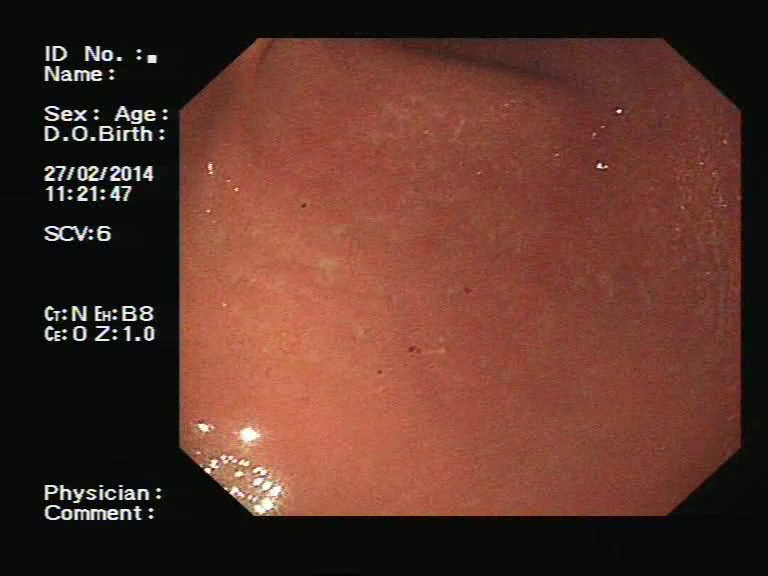 ID No. :
Name :
Sex : Age :
D.O.Birth :
27/02/2014
11:21:47
SCV:6
CT:N EH:B8
CE:0 Z:1.0
Physician :
Comment :